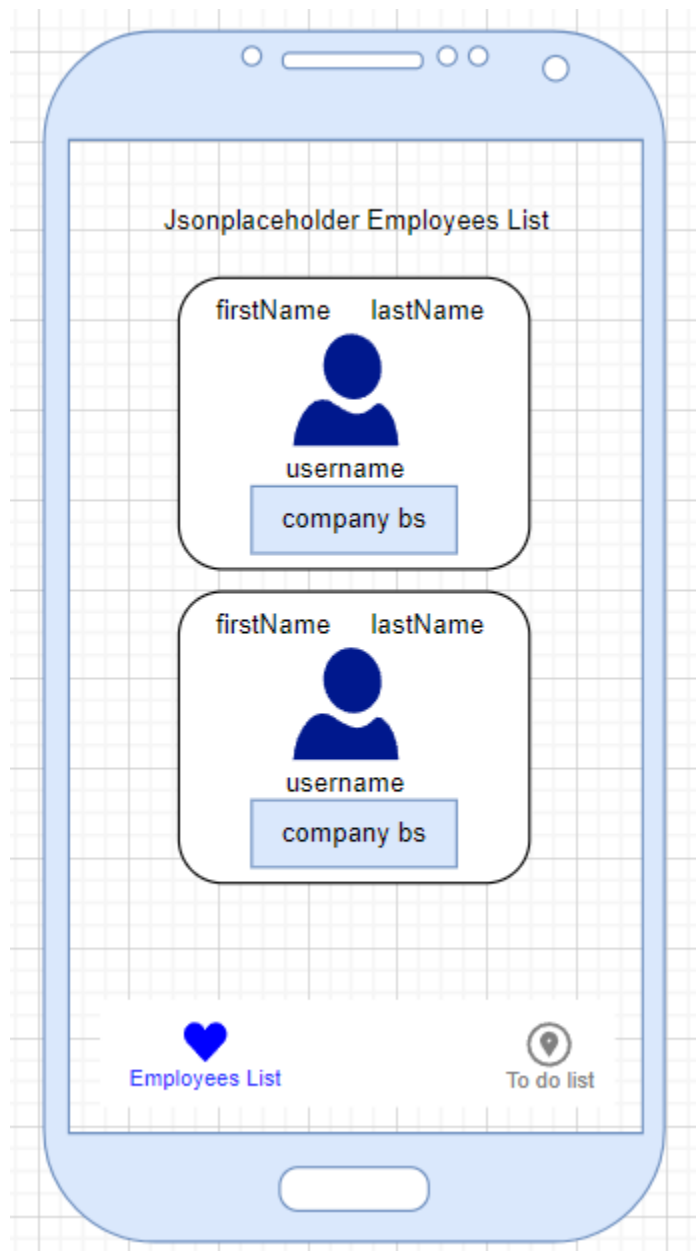 Jsonplaceholder Employees List
firstName lastName
username
company bs
firstName lastName
username
company bs
Employees List
To do list